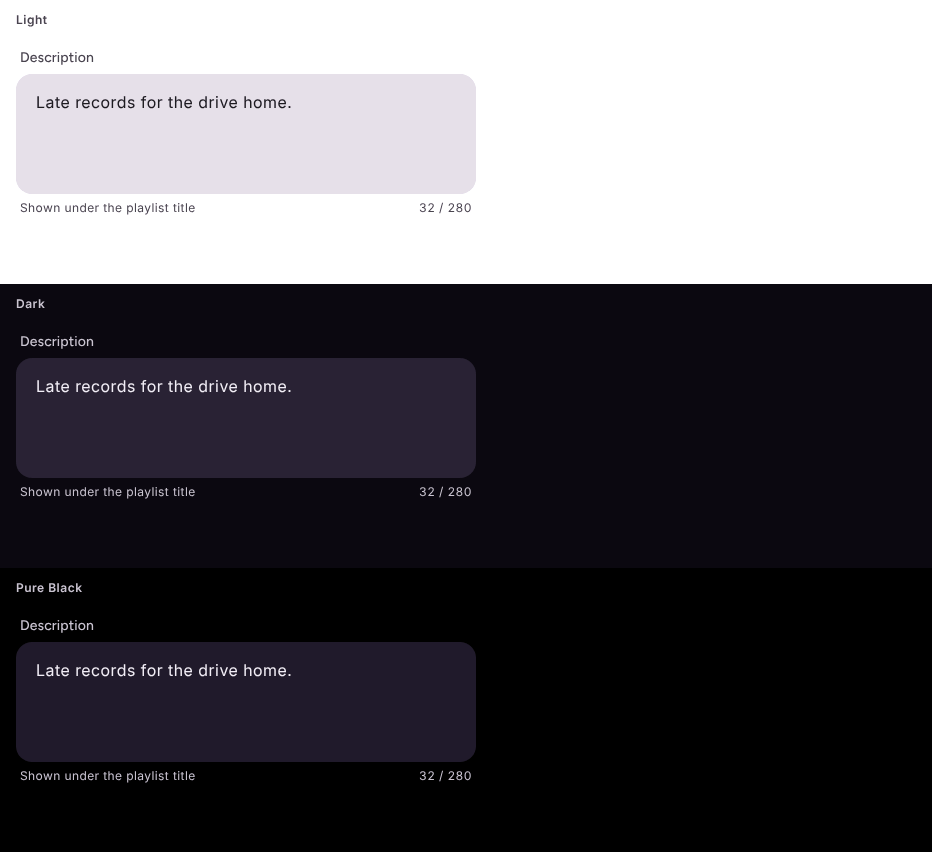 Light
Description
Late records for the drive home.
Shown under the playlist title 32 / 280
Dark
Description
Late records for the drive home.
Shown under the playlist title 32 / 280
Pure Black
Description
Late records for the drive home.
Shown under the playlist title 32 / 280